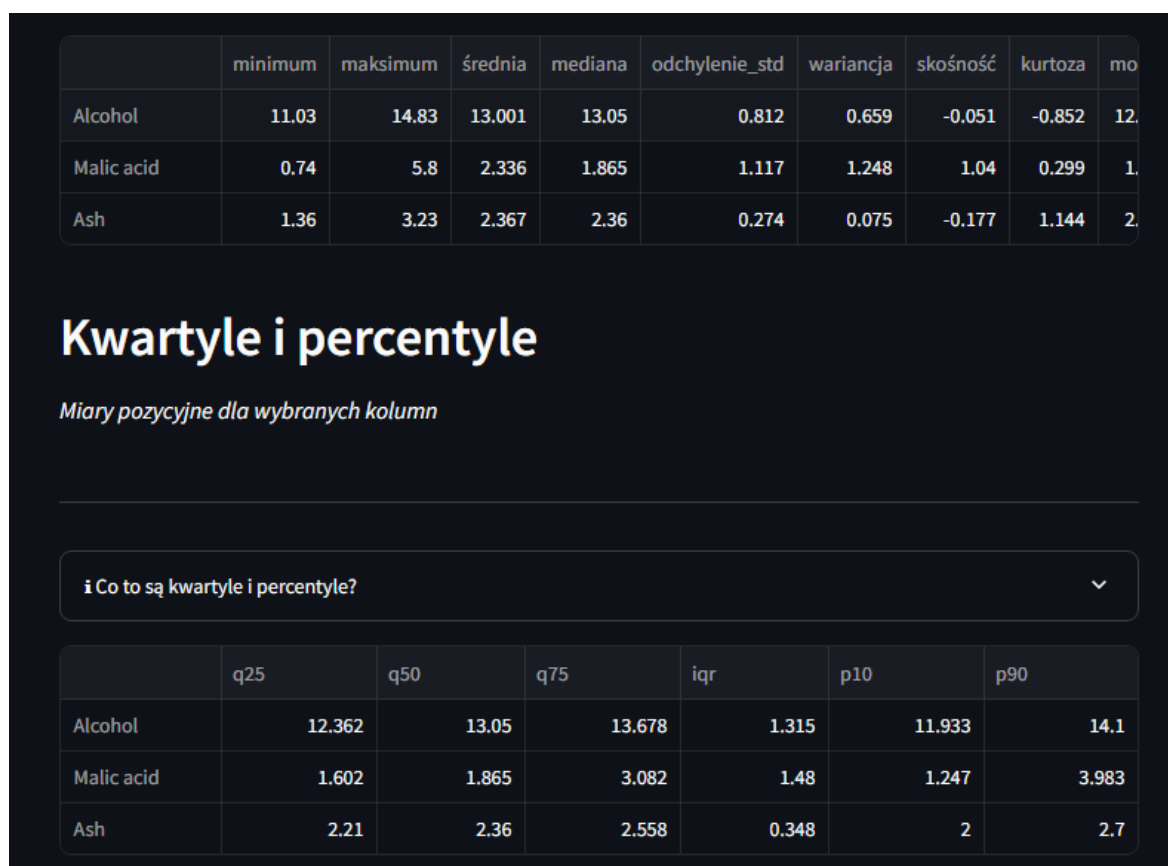 minimum maksimum średnia mediana odchylenie_std wariancja skośność kurtoza mo
Alcohol 11.03 14.83 13.001 13.05 0.812 0.659 -0.051 -0.852 12.
Malic acid 0.74 5.8 2.336 1.865 1.117 1.248 1.04 0.299 1.
Ash 1.36 3.23 2.367 2.36 0.274 0.075 -0.177 1.144 2.
Kwartyle i percentyle
Miary pozycyjne dla wybranych kolumn
ℹ Co to są kwartyle i percentyle?
q25 q50 q75 iqr p10 p90
Alcohol 12.362 13.05 13.678 1.315 11.933 14.1
Malic acid 1.602 1.865 3.082 1.48 1.247 3.983
Ash 2.21 2.36 2.558 0.348 2 2.7